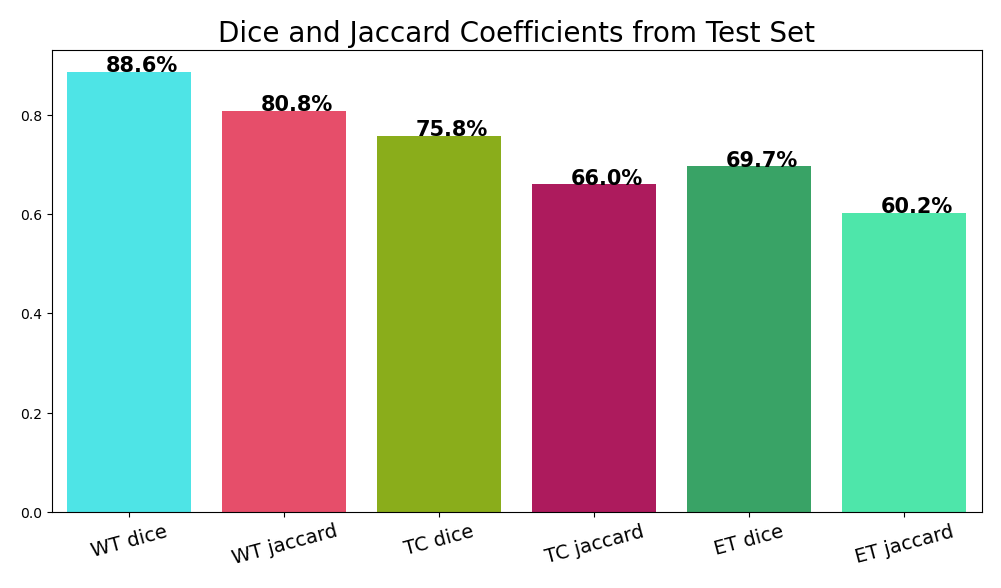 Dice and Jaccard Coefficients from Test Set
88.6%
80.8%
75.8%
66.0%
69.7%
60.2%
0.8
0.6
0.4
0.2
0.0
WT dice
WT jaccard
TC dice
TC jaccard
ET dice
ET jaccard